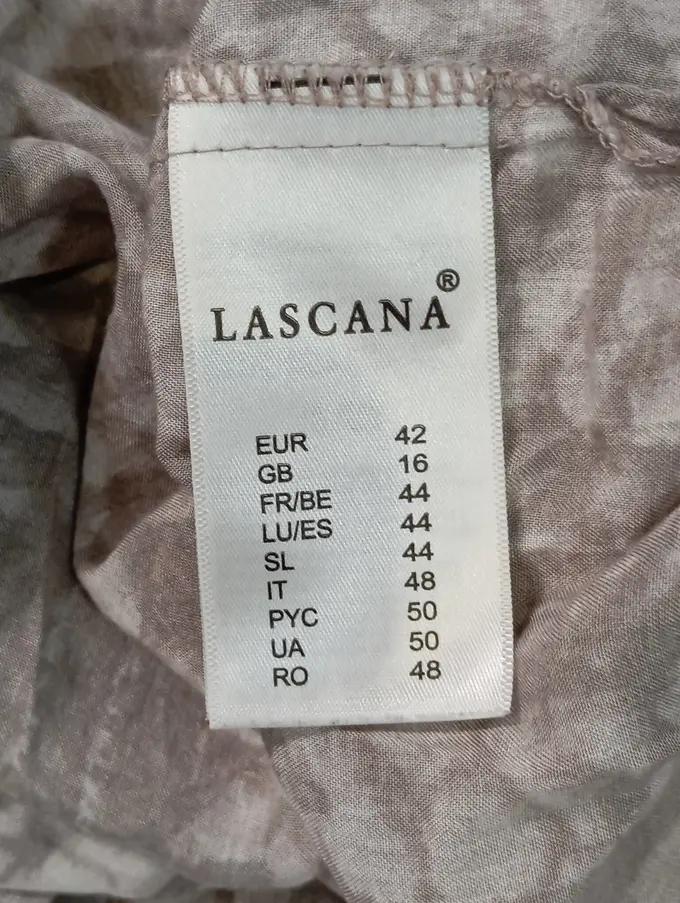 LASCANA®
EUR 42
GB 16
FR/BE 44
LU/ES 44
SL 44
IT 48
PYC 50
UA 50
RO 48